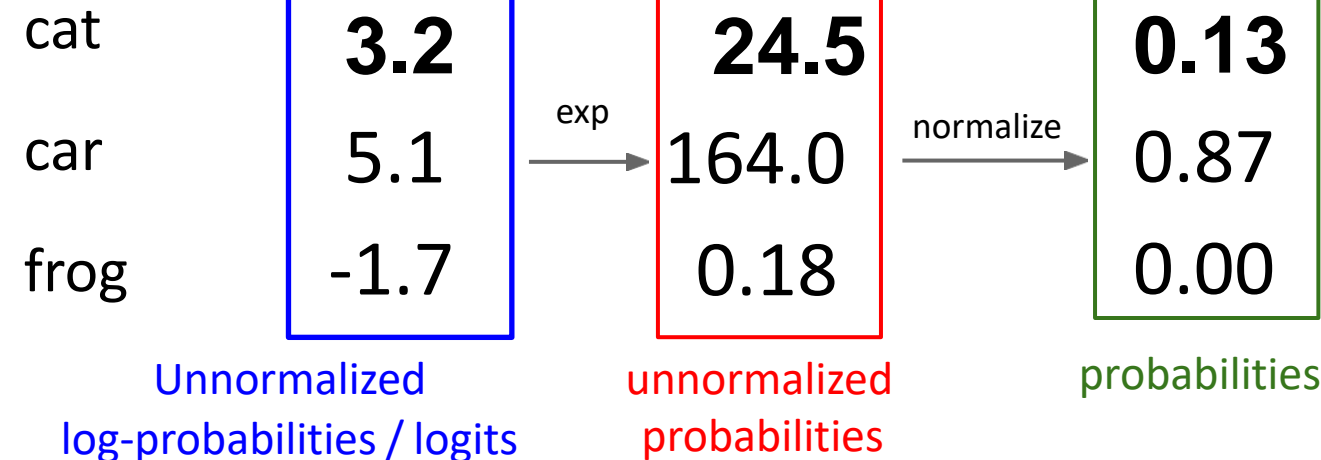 cat 3.2 24.5 0.13
exp
normalize
car 5.1 164.0 0.87
frog -1.7 0.18 0.00
Unnormalized unnormalized probabilities
log-probabilities / logits probabilities